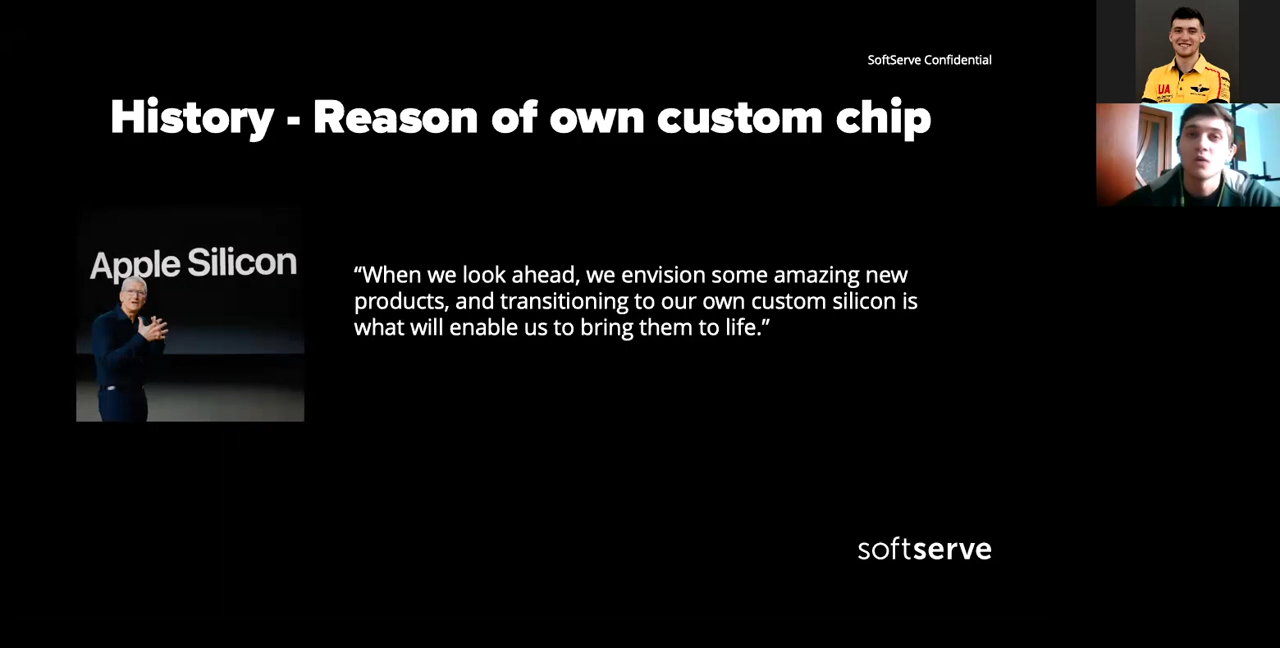 SoftServe Confidential
History - Reason of own custom chip
Apple Silicon
“When we look ahead, we envision some amazing new
products, and transitioning to our own custom silicon is
what will enable us to bring them to life.”
softserve
UA